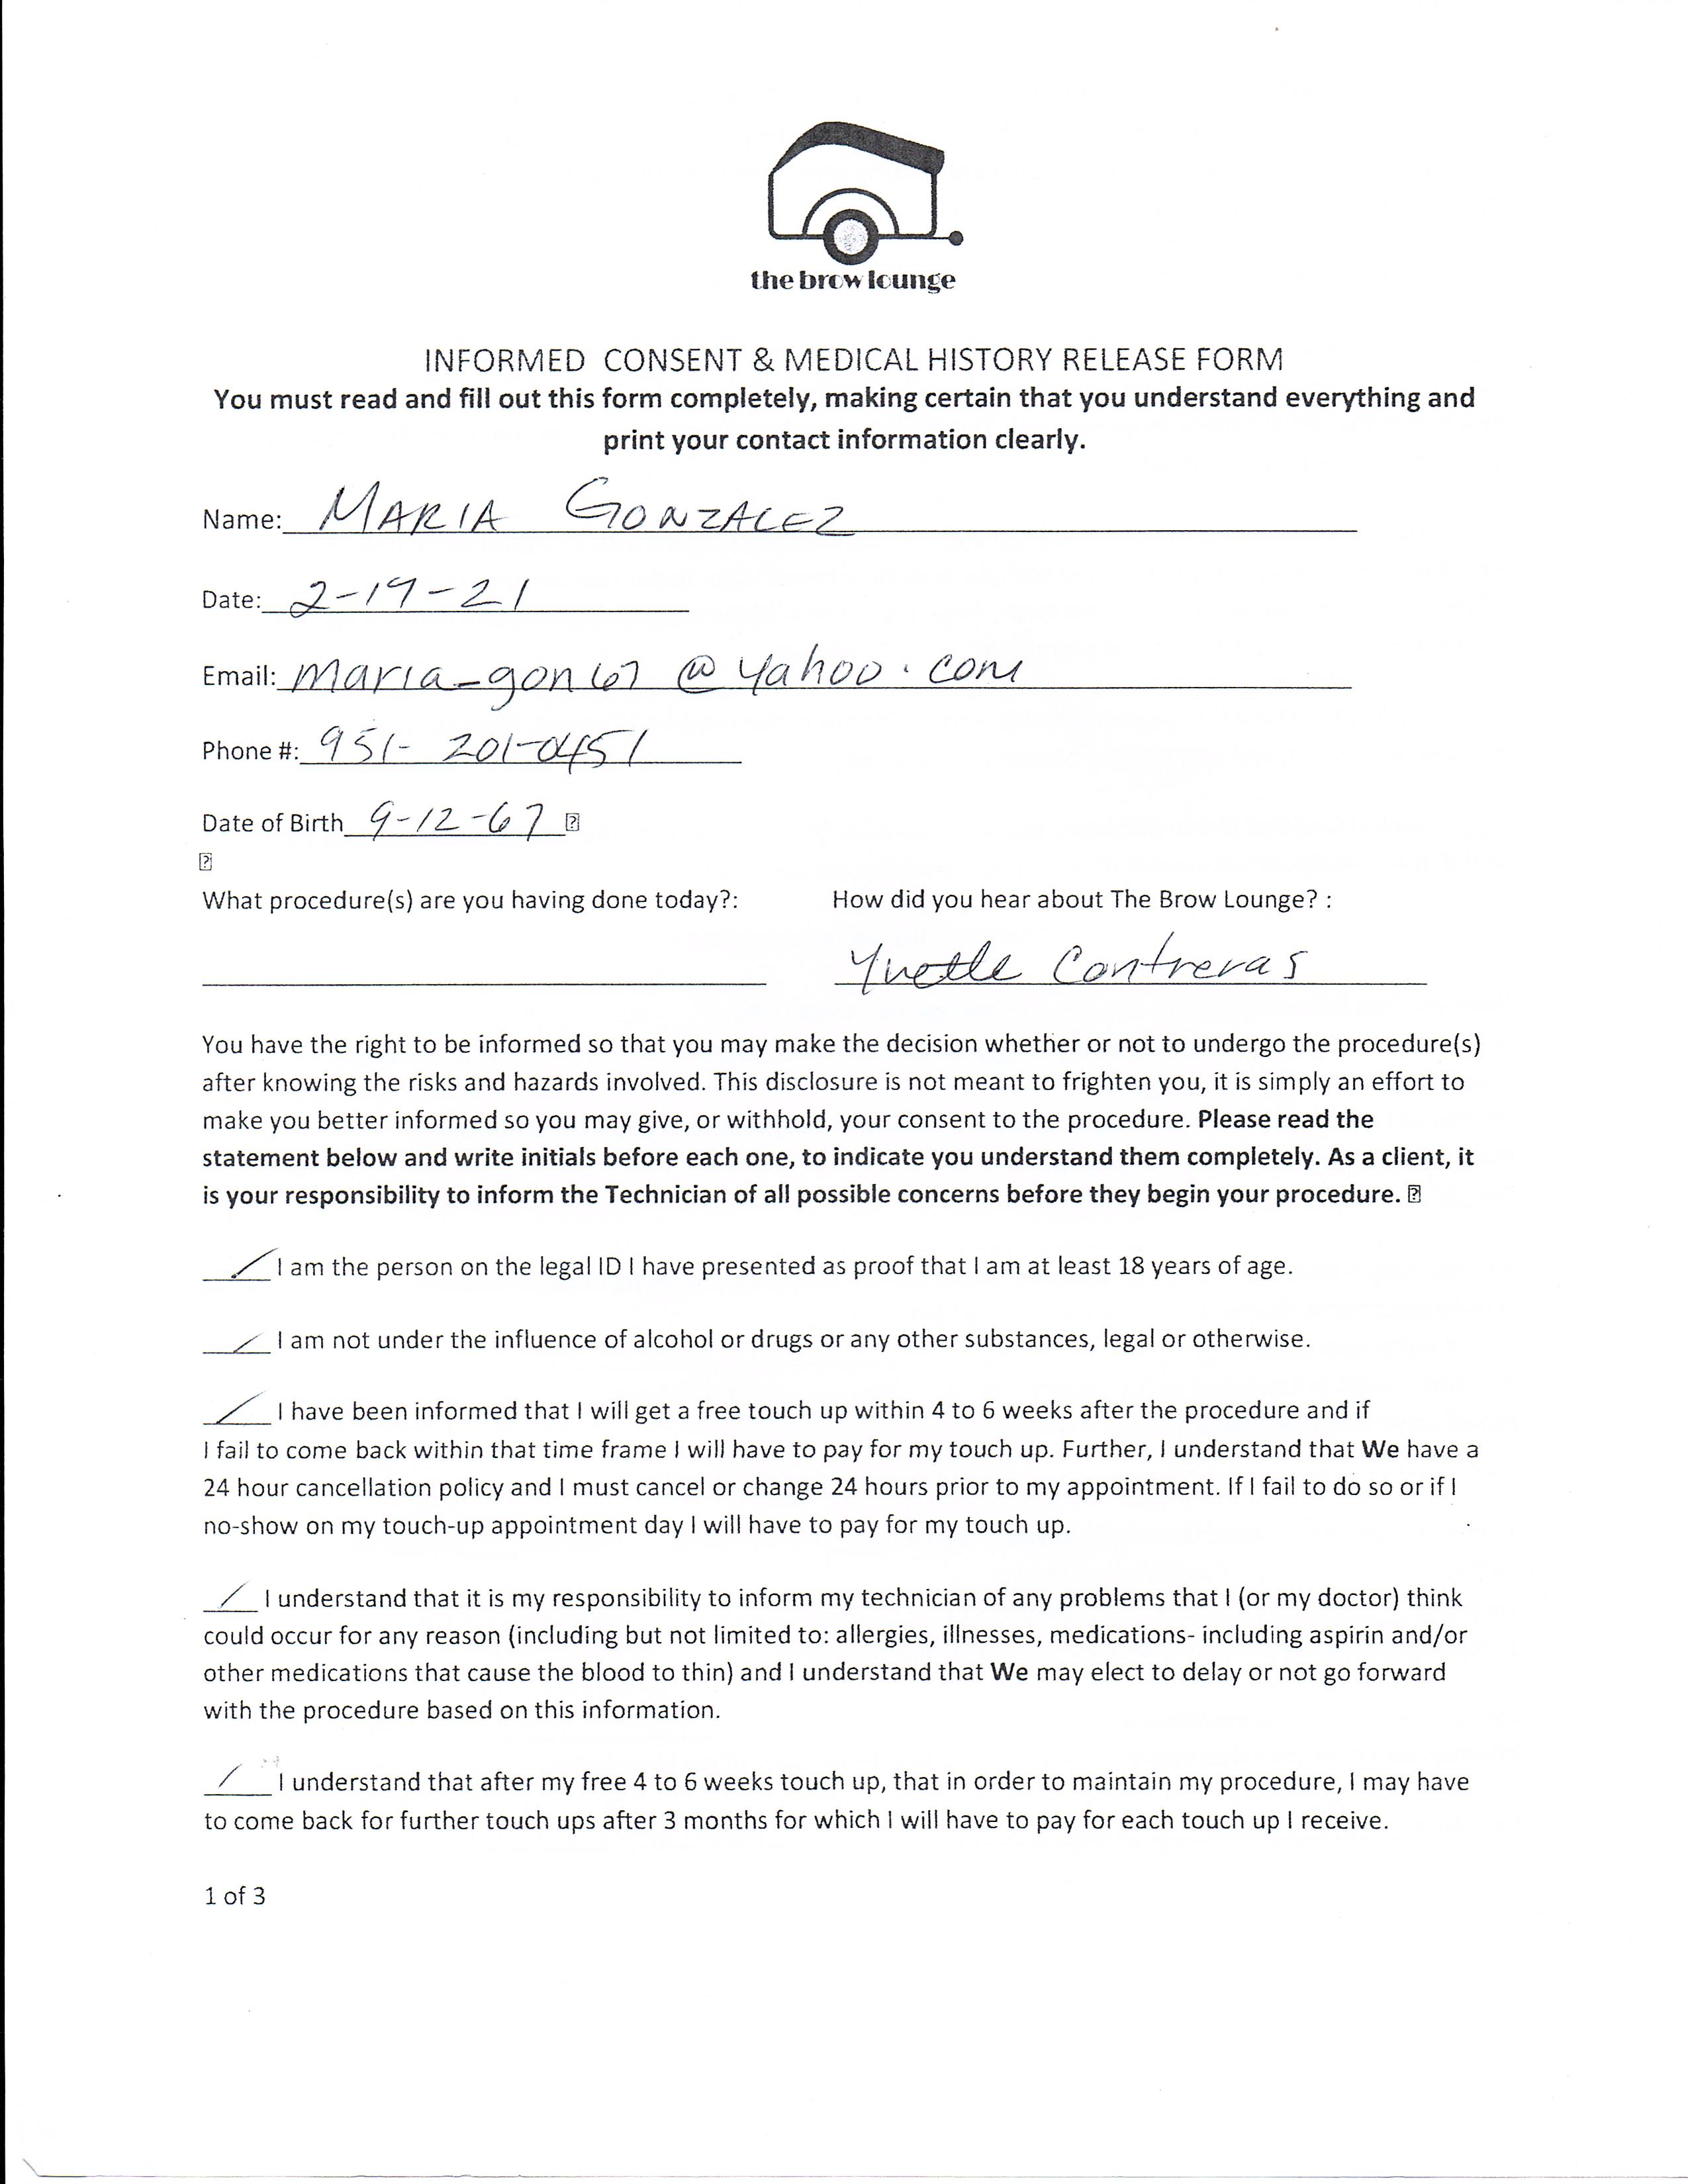 the brow lounge
INFORMED CONSENT & MEDICAL HISTORY RELEASE FORM
You must read and fill out this form completely, making certain that you understand everything and
print your contact information clearly.
Name: MARIA GONZALEZ
Date: 2-19-21
Email: maria_gon67@yahoo.com
Phone #: 951-201-0451
Date of Birth 9-12-67
What procedure(s) are you having done today?: How did you hear about The Brow Lounge? :
Yvette Contreras
You have the right to be informed so that you may make the decision whether or not to undergo the procedure(s)
after knowing the risks and hazards involved. This disclosure is not meant to frighten you, it is simply an effort to
make you better informed so you may give, or withhold, your consent to the procedure. Please read the
statement below and write initials before each one, to indicate you understand them completely. As a client, it
is your responsibility to inform the Technician of all possible concerns before they begin your procedure.
I am the person on the legal ID I have presented as proof that I am at least 18 years of age.
I am not under the influence of alcohol or drugs or any other substances, legal or otherwise.
I have been informed that I will get a free touch up within 4 to 6 weeks after the procedure and if
I fail to come back within that time frame I will have to pay for my touch up. Further, I understand that We have a
24 hour cancellation policy and I must cancel or change 24 hours prior to my appointment. If I fail to do so or if I
no-show on my touch-up appointment day I will have to pay for my touch up.
I understand that it is my responsibility to inform my technician of any problems that I (or my doctor) think
could occur for any reason (including but not limited to: allergies, illnesses, medications- including aspirin and/or
other medications that cause the blood to thin) and I understand that We may elect to delay or not go forward
with the procedure based on this information.
I understand that after my free 4 to 6 weeks touch up, that in order to maintain my procedure, I may have
to come back for further touch ups after 3 months for which I will have to pay for each touch up I receive.
1 of 3